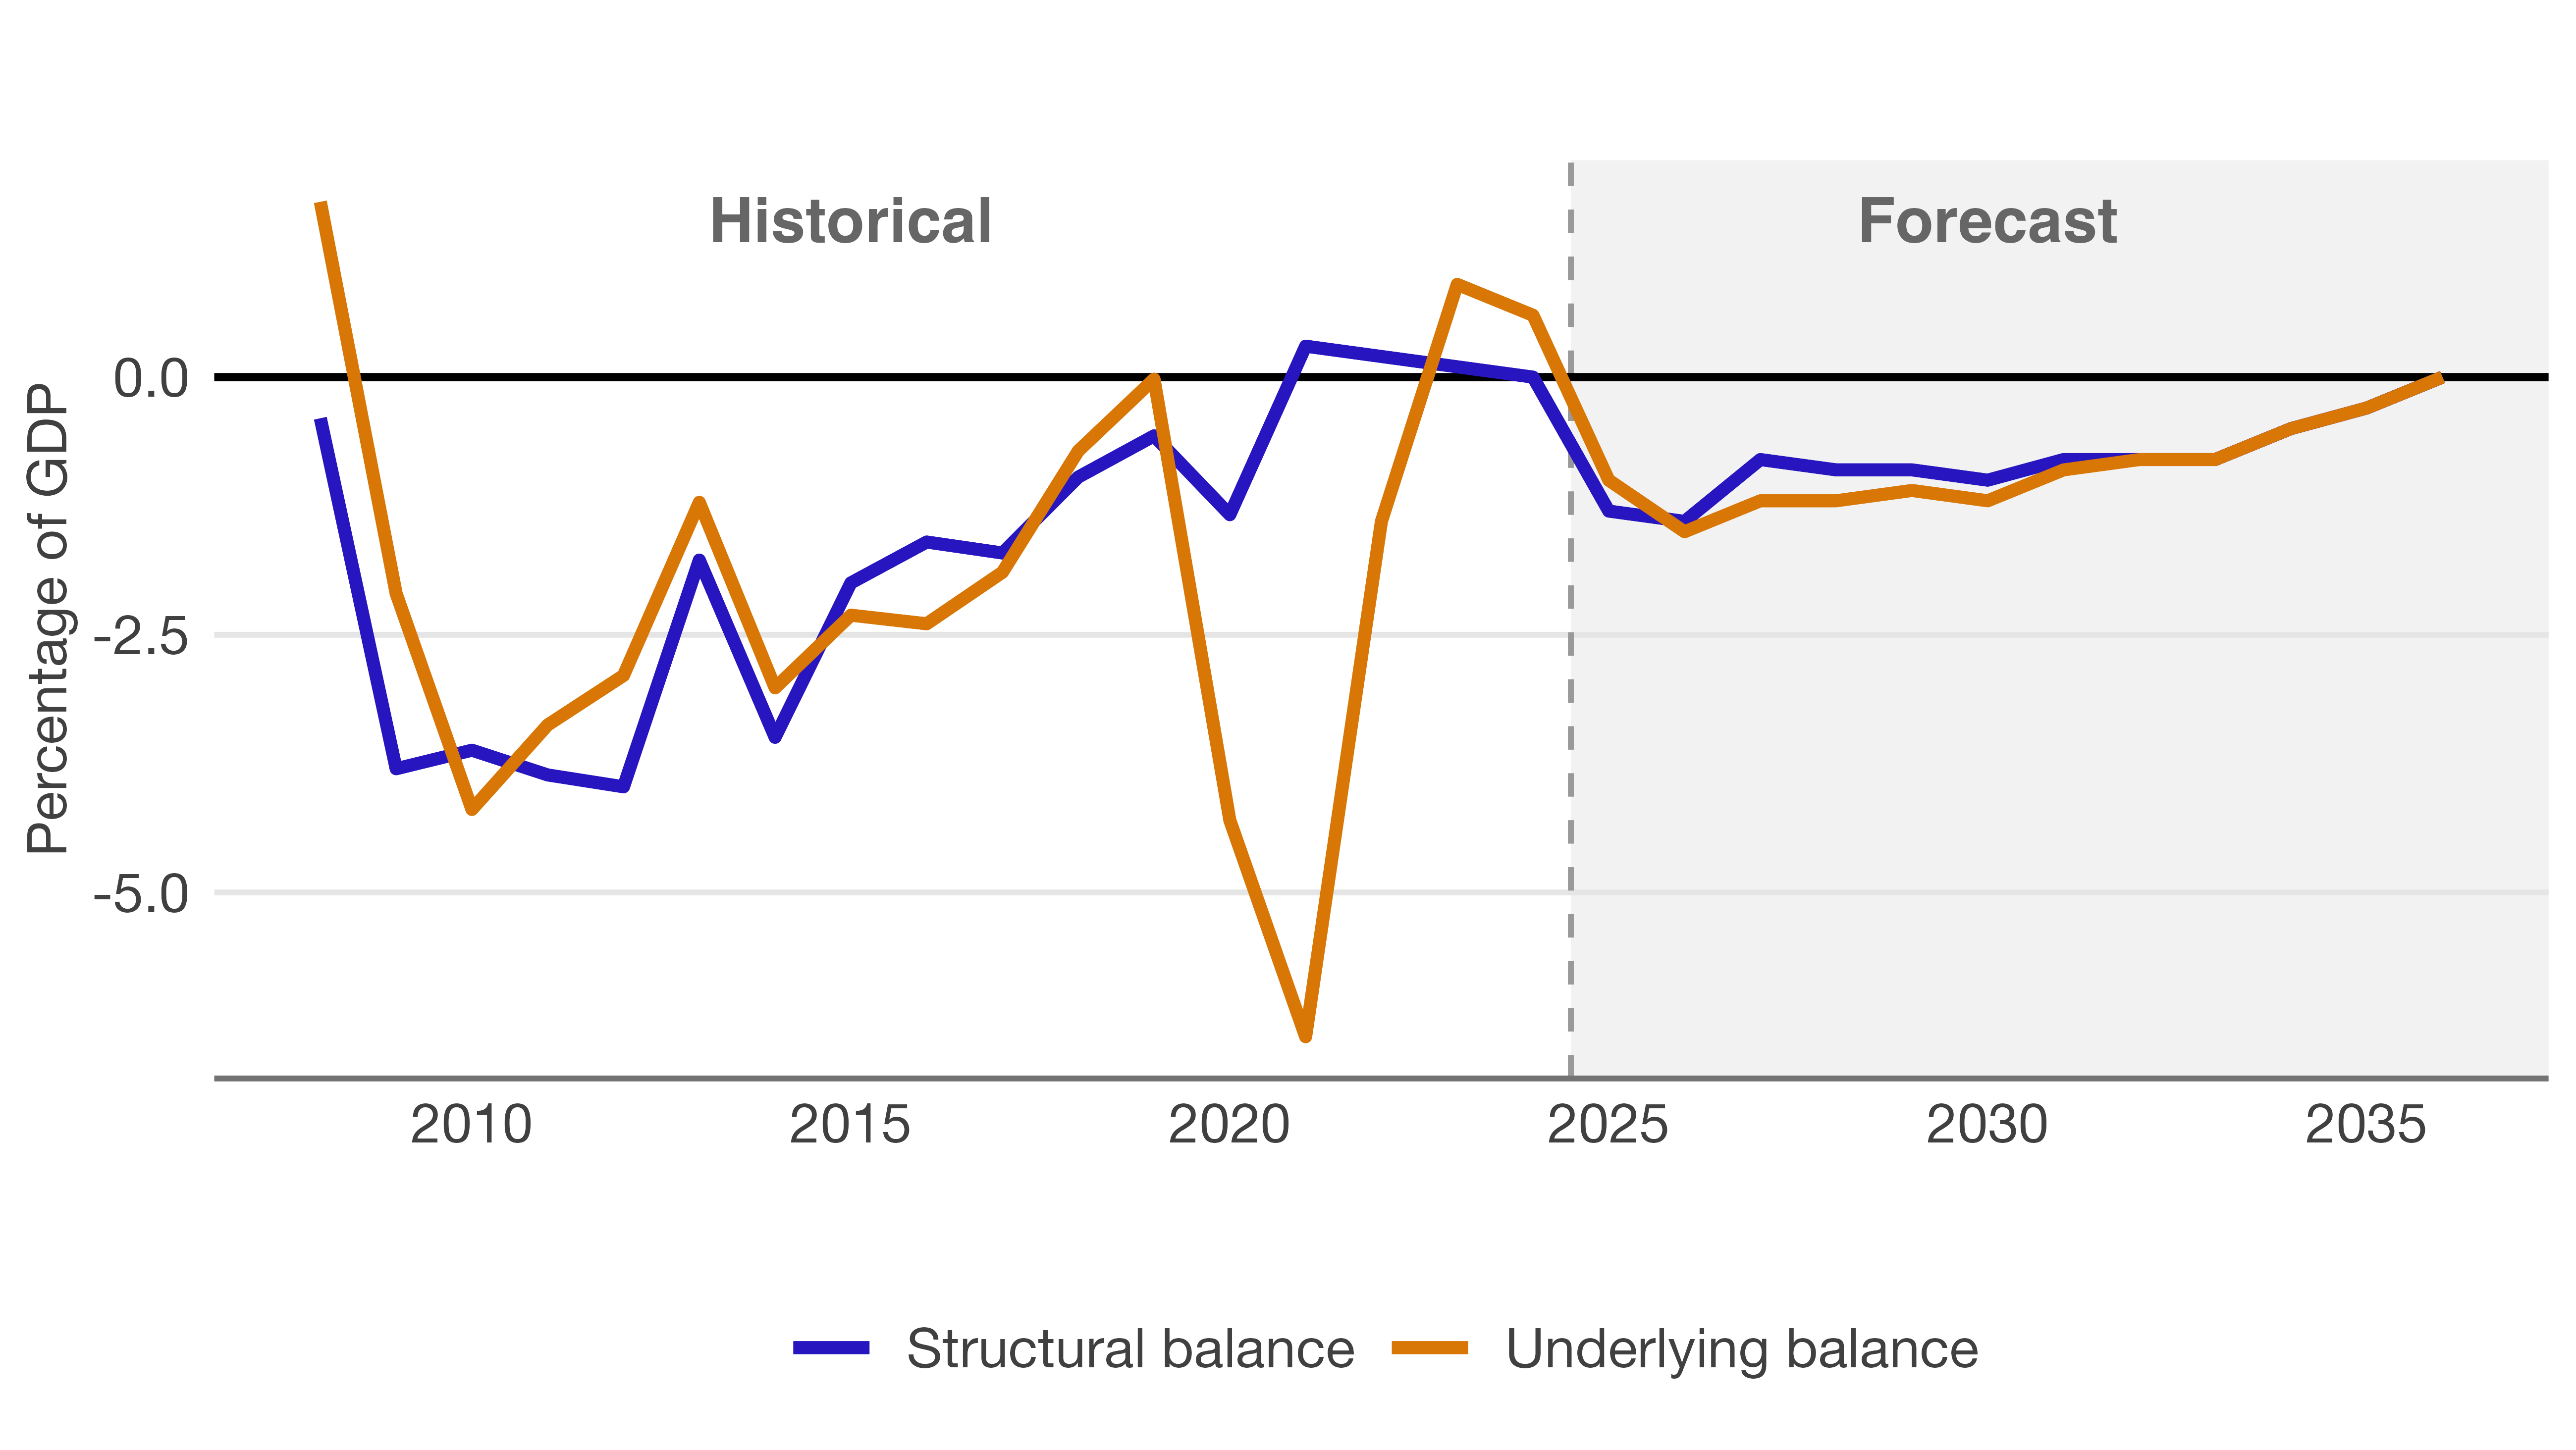 Historical
Forecast
Percentage of GDP
0.0
-2.5
-5.0
2010 2015 2020 2025 2030 2035
Structural balance Underlying balance